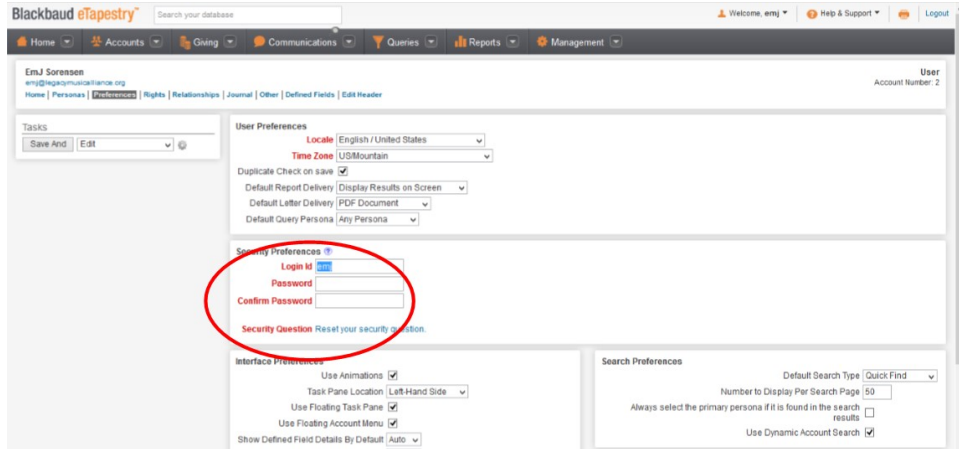 Blackbaud eTapestry™ Search your database Welcome, emj Help & Support Logout
Home Accounts Giving Communications Queries Reports Management
EmJ Sorensen User
emj@legacymusicalliance.org Account Number: 2
Home | Personas | Preferences | Rights | Relationships | Journal | Other | Defined Fields | Edit Header
Tasks
Save And Edit
User Preferences
Locale English / United States
Time Zone US/Mountain
Duplicate Check on save
Default Report Delivery Display Results on Screen
Default Letter Delivery PDF Document
Default Query Persona Any Persona
Security Preferences ?
Login Id emj
Password
Confirm Password
Security Question Reset your security question.
Interface Preferences
Use Animations
Task Pane Location Left-Hand Side
Use Floating Task Pane
Use Floating Account Menu
Show Defined Field Details By Default Auto
Search Preferences
Default Search Type Quick Find
Number to Display Per Search Page 50
Always select the primary persona if it is found in the search
results
Use Dynamic Account Search